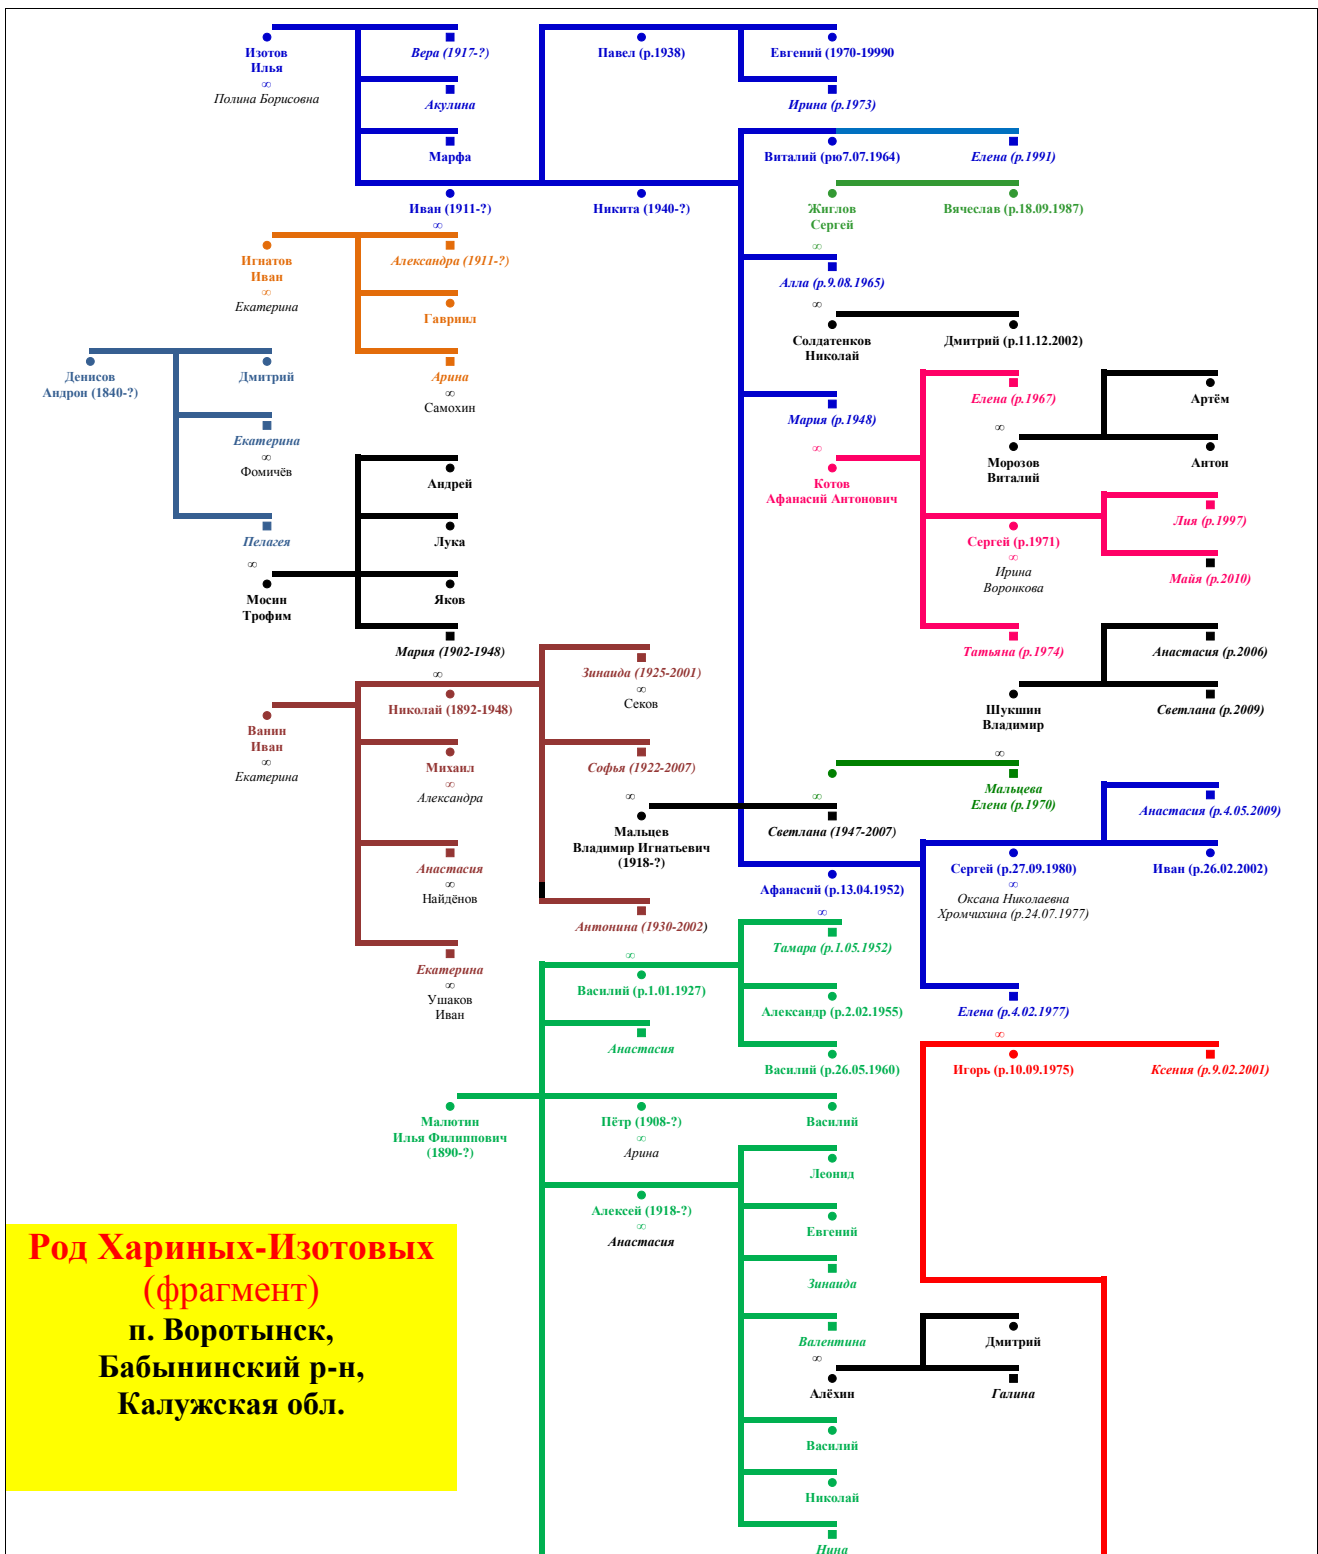 Изотов
Илья
∞
Полина Борисовна
Вера (1917-?)
Акулина
Марфа
Иван (1911-?)
∞
Павел (р.1938)
Никита (1940-?)
Евгений (1970-19990
Ирина (р.1973)
Виталий (рю7.07.1964)
Елена (р.1991)
Жиглов
Сергей
∞
Вячеслав (р.18.09.1987)
Алла (р.9.08.1965)
∞
Солдатенков
Николай
Дмитрий (р.11.12.2002)
Мария (р.1948)
∞
Котов
Афанасий Антонович
Елена (р.1967)
∞
Морозов
Виталий
Артём
Антон
Сергей (р.1971)
∞
Ирина
Воронкова
Лия (р.1997)
Майя (р.2010)
Татьяна (р.1974)
Шукшин
Владимир
Анастасия (р.2006)
Светлана (р.2009)
Игнатов
Иван
∞
Екатерина
Александра (1911-?)
Гавриил
Арина
∞
Самохин
Денисов
Андрон (1840-?)
Дмитрий
Екатерина
∞
Фомичёв
Пелагея
∞
Мосин
Трофим
Андрей
Лука
Яков
Мария (1902-1948)
∞
Николай (1892-1948)
Ванин
Иван
∞
Екатерина
Михаил
∞
Александра
Анастасия
∞
Найдёнов
Екатерина
∞
Ушаков
Иван
Зинаида (1925-2001)
∞
Секов
Софья (1922-2007)
∞
Мальцев
Владимир Игнатьевич
(1918-?)
Антонина (1930-2002)
∞
∞
Мальцева
Елена (р.1970)
∞
Светлана (1947-2007)
Афанасий (р.13.04.1952)
∞
Сергей (р.27.09.1980)
∞
Оксана Николаевна
Хромчихина (р.24.07.1977)
Анастасия (р.4.05.2009)
Иван (р.26.02.2002)
Елена (р.4.02.1977)
∞
Игорь (р.10.09.1975)
Ксения (р.9.02.2001)
Тамара (р.1.05.1952)
Василий (р.1.01.1927)
Александр (р.2.02.1955)
Василий (р.26.05.1960)
Анастасия
Малютин
Илья Филиппович
(1890-?)
Пётр (1908-?)
∞
Арина
Василий
Алексей (1918-?)
∞
Анастасия
Леонид
Евгений
Зинаида
Валентина
∞
Алёхин
Дмитрий
Галина
Василий
Николай
Нина
Род Хариных-Изотовых
(фрагмент)
п. Воротынск,
Бабынинский р-н,
Калужская обл.